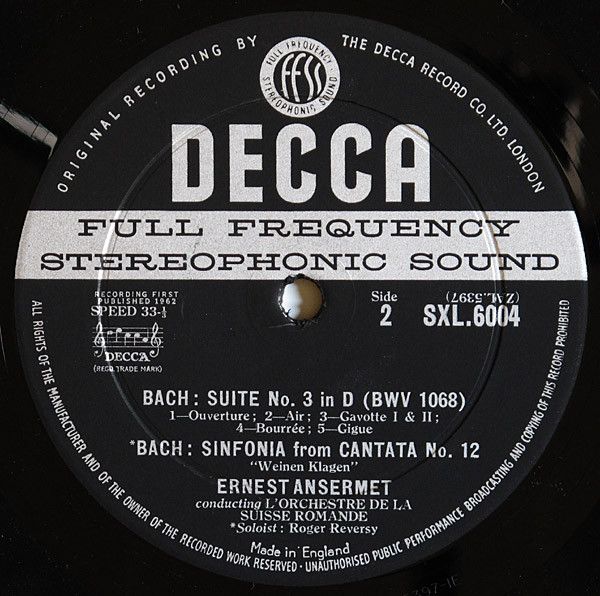 ORIGINAL RECORDING BY
THE DECCA RECORD CO. LTD. LONDON
FULL FREQUENCY
ffss
STEREOPHONIC SOUND
DECCA
FULL FREQUENCY
STEREOPHONIC SOUND
RECORDING FIRST
PUBLISHED 1962
SPEED 33-⅓
DECCA
(REGD. TRADE MARK)
Side
2
(ZAL.5397)
SXL.6004
BACH: SUITE No. 3 in D (BWV 1068)
1—Ouverture; 2—Air; 3—Gavotte I & II;
4—Bourrée; 5—Gigue
*BACH: SINFONIA from CANTATA No. 12
"Weinen Klagen"
ERNEST ANSERMET
conducting L'ORCHESTRE DE LA
SUISSE ROMANDE
*Soloist: Roger Reversy
Made in England
ALL RIGHTS OF THE MANUFACTURER AND OF THE OWNER OF THE RECORDED WORK RESERVED · UNAUTHORISED PUBLIC PERFORMANCE BROADCASTING AND COPYING OF THIS RECORD PROHIBITED